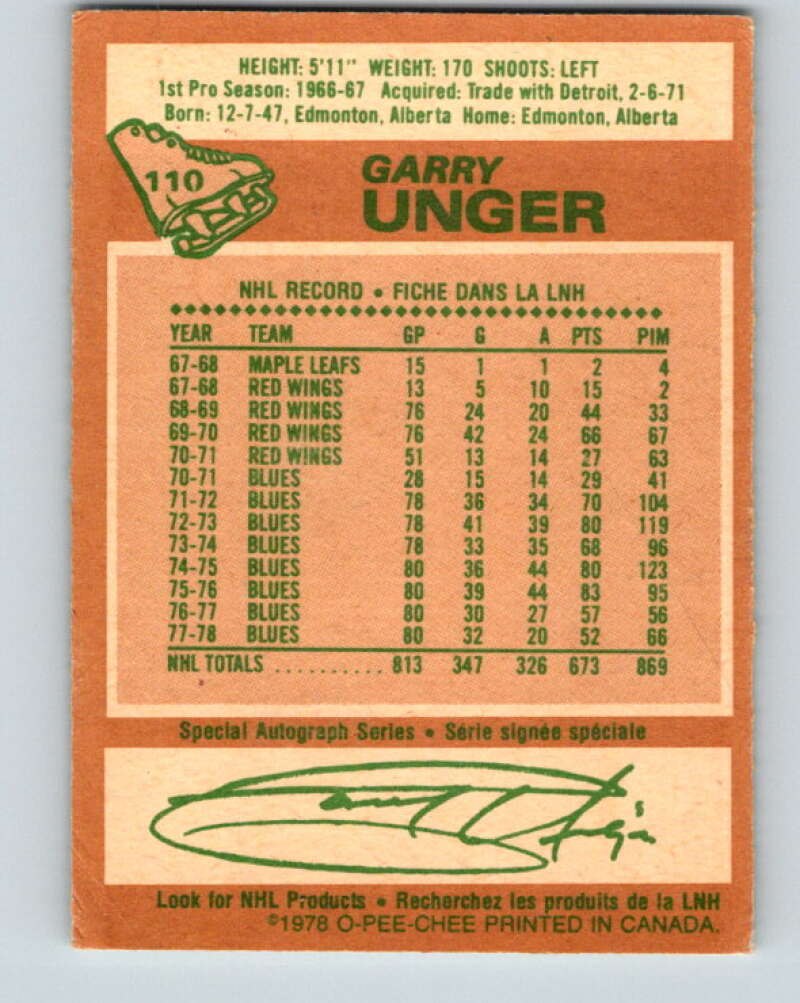 HEIGHT: 5'11" WEIGHT: 170 SHOOTS: LEFT
1st Pro Season: 1966-67 Acquired: Trade with Detroit, 2-6-71
Born: 12-7-47, Edmonton, Alberta Home: Edmonton, Alberta
110
GARRY
UNGER
NHL RECORD • FICHE DANS LA LNH
YEAR TEAM GP G A PTS PIM
67-68 MAPLE LEAFS 15 1 1 2 4
67-68 RED WINGS 13 5 10 15 2
68-69 RED WINGS 76 24 20 44 33
69-70 RED WINGS 76 42 24 66 67
70-71 RED WINGS 51 13 14 27 63
70-71 BLUES 28 15 14 29 41
71-72 BLUES 78 36 34 70 104
72-73 BLUES 78 41 39 80 119
73-74 BLUES 78 33 35 68 96
74-75 BLUES 80 36 44 80 123
75-76 BLUES 80 39 44 83 95
76-77 BLUES 80 30 27 57 56
77-78 BLUES 80 32 20 52 66
NHL TOTALS .......... 813 347 326 673 869
Special Autograph Series • Série signée spéciale
Garry Unger
Look for NHL Products • Recherchez les produits de la LNH
©1978 O-PEE-CHEE PRINTED IN CANADA.